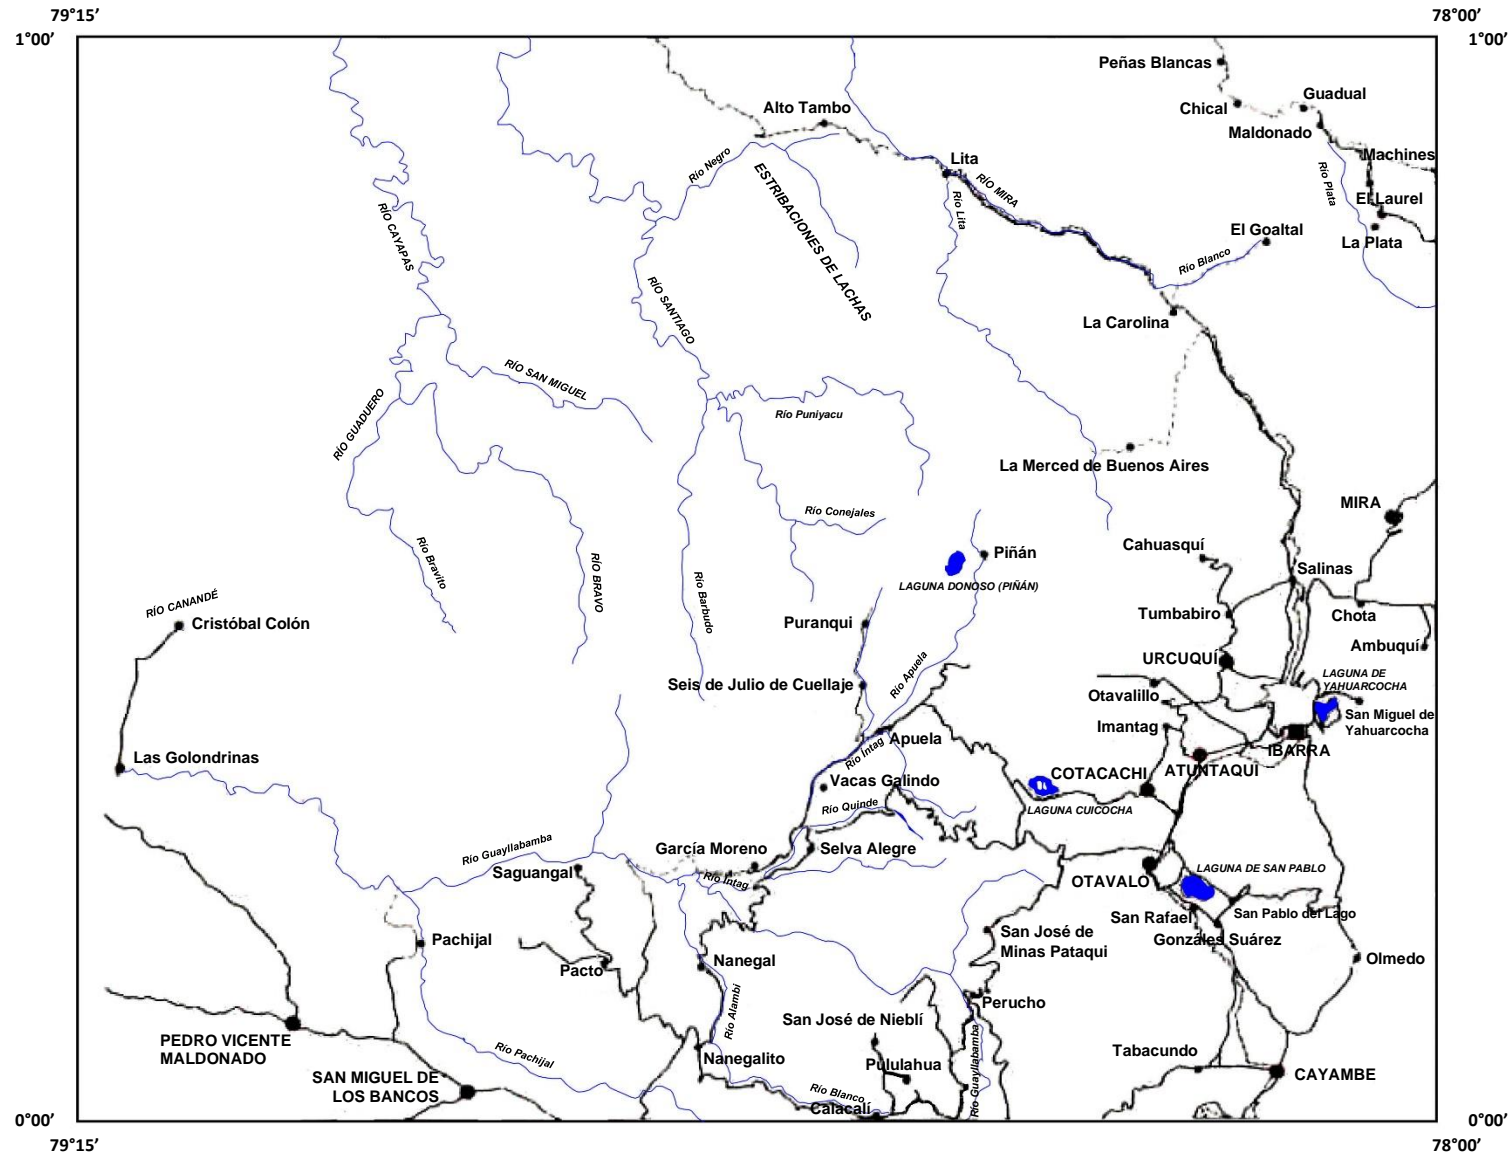 79°15′
78°00′
1°00′
1°00′
Peñas Blancas
Guadual
Chical
Alto Tambo
Maldonado
Machines
Río Negro
Lita
RÍO MIRA
Río Plata
El Laurel
ESTRIBACIONES DE LACHAS
Río Lita
RÍO CAYAPAS
El Goaltal
La Plata
Río Blanco
RÍO SANTIAGO
La Carolina
RÍO SAN MIGUEL
RÍO GUADUERO
Río Puniyacu
La Merced de Buenos Aires
MIRA
Río Conejales
Cahuasquí
Piñán
Río Bravito
RÍO BRAVO
LAGUNA DONOSO (PIÑÁN)
Salinas
RÍO CANANDÉ
Río Barbudo
Cristóbal Colón
Puranqui
Tumbabiro
Chota
Ambuquí
URCUQUÍ
Río Apuela
LAGUNA DE
YAHUARCOCHA
Seis de Julio de Cuellaje
Otavalillo
San Miguel de
Yahuarcocha
Imantag
Apuela
Río Intag
IBARRA
Las Golondrinas
COTACACHI
ATUNTAQUI
Vacas Galindo
Río Quinde
LAGUNA CUICOCHA
Río Guayllabamba
García Moreno
Selva Alegre
Saguangal
Río Intag
LAGUNA DE SAN PABLO
OTAVALO
San Rafael
San Pablo del Lago
Pachijal
San José de
Minas Pataqui
Gonzáles Suárez
Pacto
Nanegal
Olmedo
Perucho
Río Alambi
San José de Nieblí
PEDRO VICENTE
MALDONADO
Río Pachijal
Nanegalito
Pululahua
Río Guayllabamba
Tabacundo
CAYAMBE
SAN MIGUEL DE
LOS BANCOS
Río Blanco
Calacalí
0°00′
0°00′
79°15′
78°00′